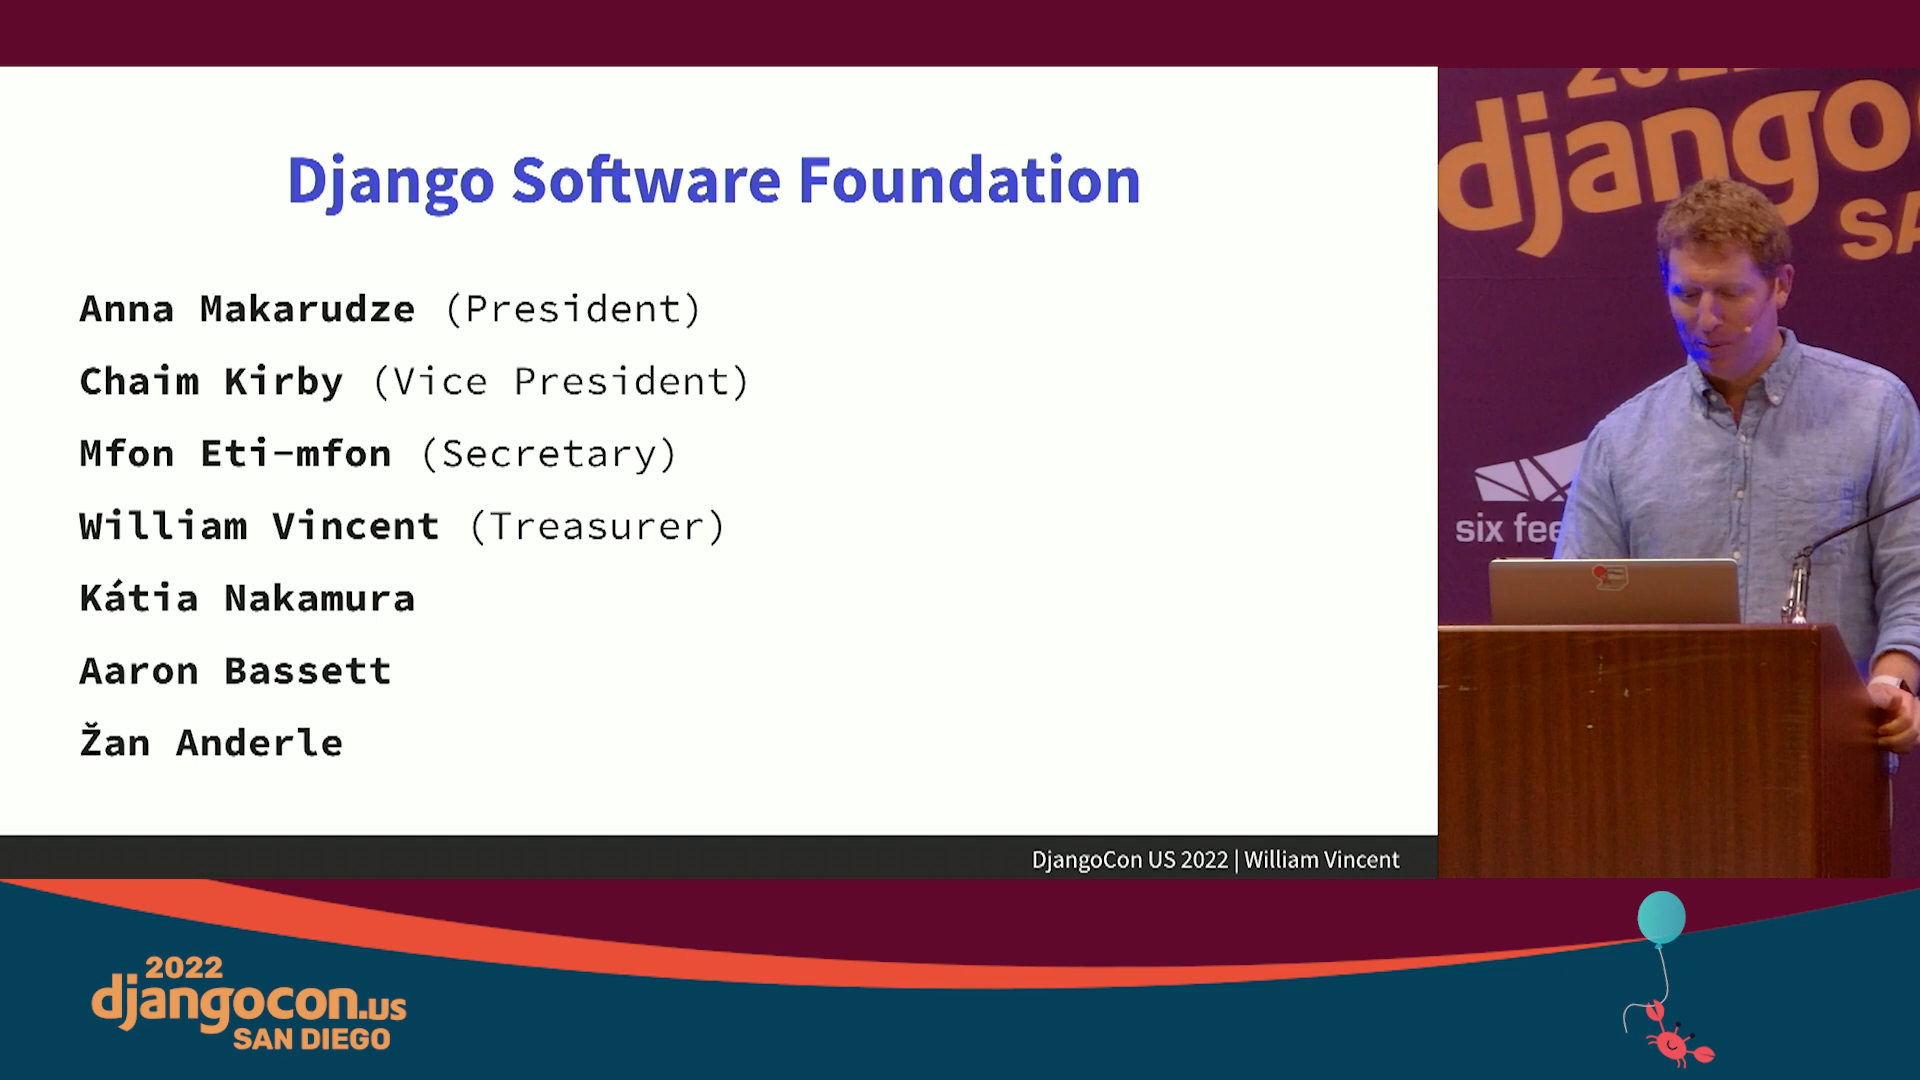 Django Software Foundation
Anna Makarudze (President)
Chaim Kirby (Vice President)
Mfon Eti-mfon (Secretary)
William Vincent (Treasurer)
Kátia Nakamura
Aaron Bassett
Žan Anderle
DjangoCon US 2022 | William Vincent
django
SA
six fee
2022
djangocon.us
SAN DIEGO